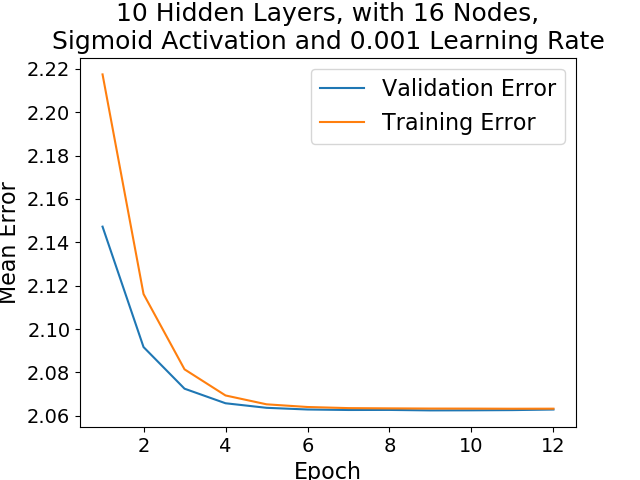 10 Hidden Layers, with 16 Nodes,
Sigmoid Activation and 0.001 Learning Rate
Validation Error
Training Error
2.22
2.20
2.18
2.16
2.14
2.12
2.10
2.08
2.06
Mean Error
2 4 6 8 10 12
Epoch